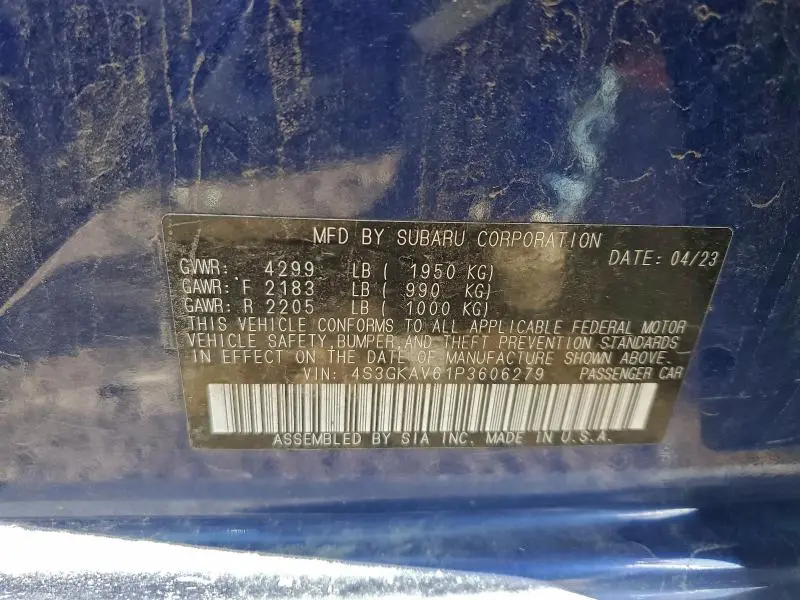 MFD BY SUBARU CORPORATION
DATE: 04/23
GVWR: 4299 LB ( 1950 KG)
GAWR: F 2183 LB ( 990 KG)
GAWR: R 2205 LB ( 1000 KG)
THIS VEHICLE CONFORMS TO ALL APPLICABLE FEDERAL MOTOR
VEHICLE SAFETY, BUMPER, AND THEFT PREVENTION STANDARDS
IN EFFECT ON THE DATE OF MANUFACTURE SHOWN ABOVE.
VIN: 4S3GKAV61P3606279 PASSENGER CAR
ASSEMBLED BY SIA INC. MADE IN U.S.A.